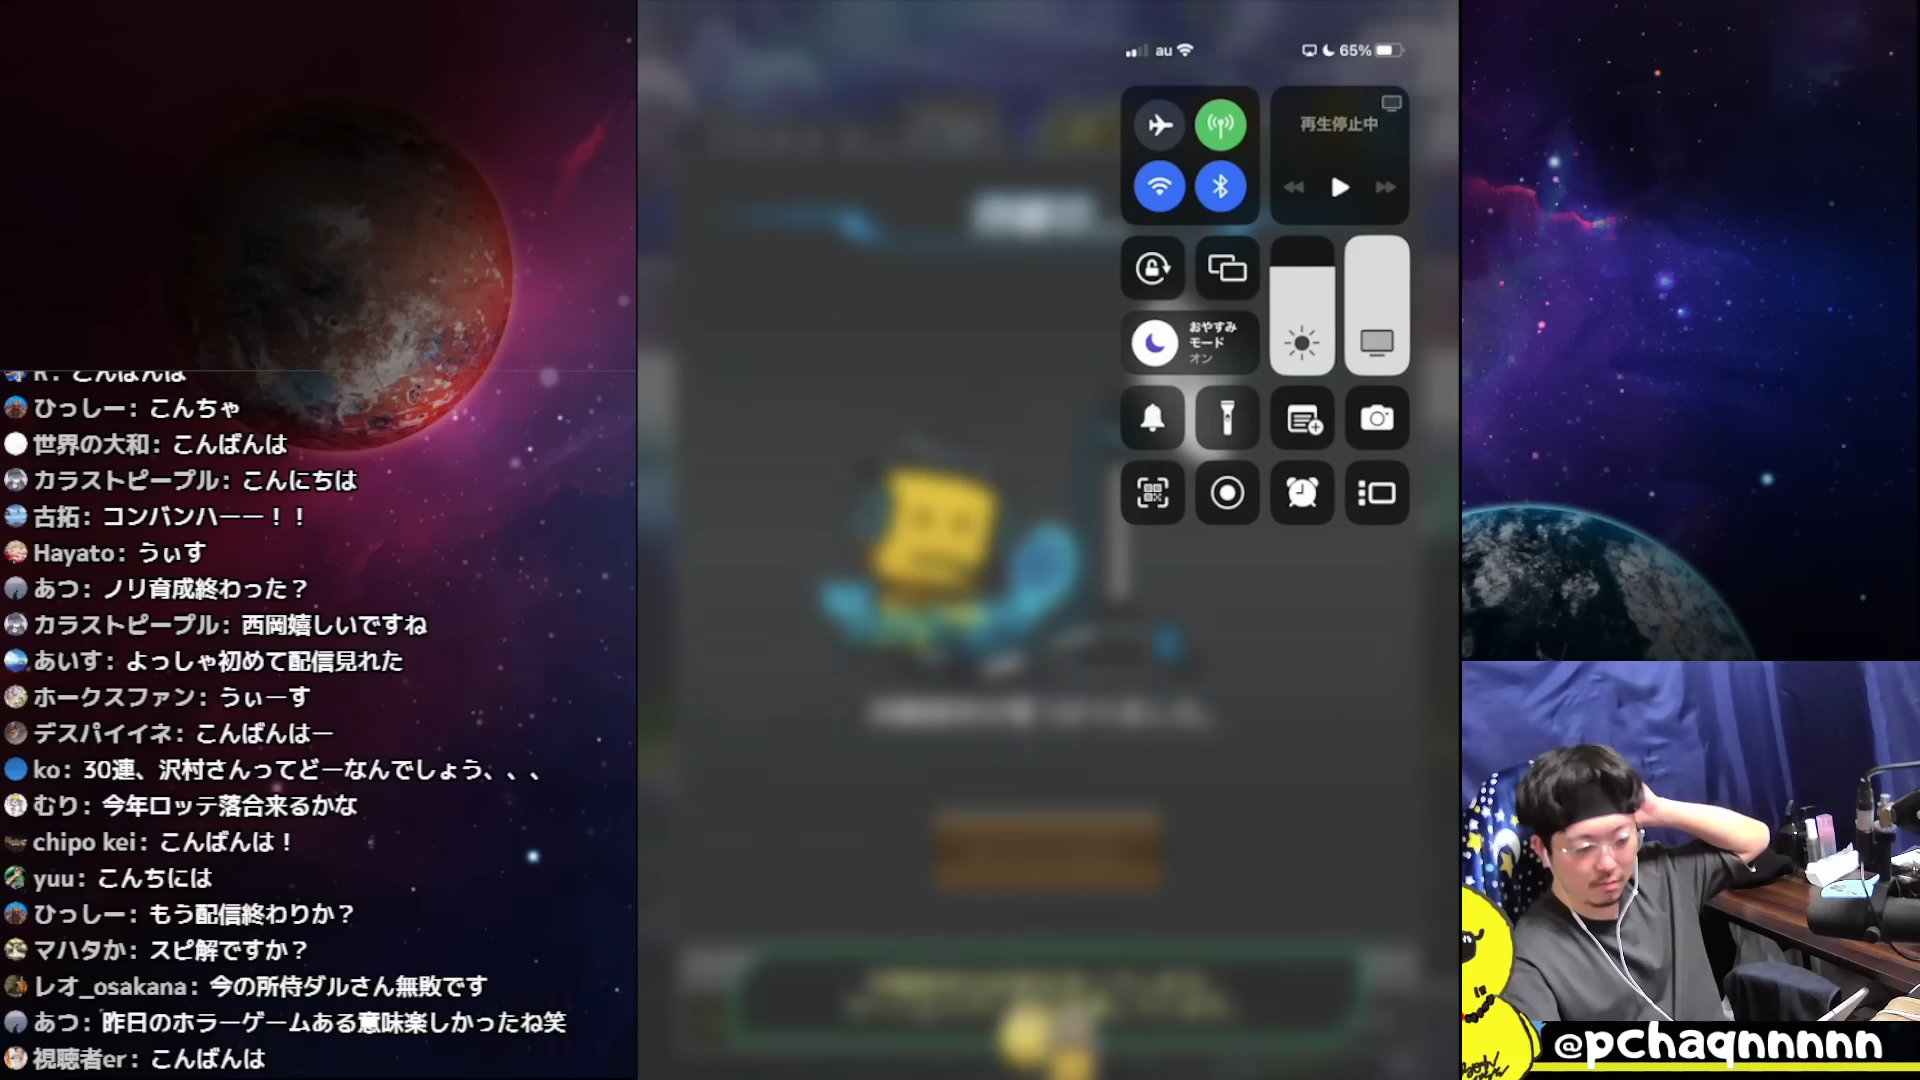 R: こんばんは
ひっしー: こんちゃ
世界の大和: こんばんは
カラストピープル: こんにちは
古拓: コンバンハーー！！
Hayato: うぃす
あつ: ノリ育成終わった？
カラストピープル: 西岡嬉しいですね
あいす: よっしゃ初めて配信見れた
ホークスファン: うぃーす
デスパイイネ: こんばんはー
ko: 30連、沢村さんってどーなんでしょう、、、
むり: 今年ロッテ落合来るかな
chipo kei: こんばんは！
yuu: こんちには
ひっしー: もう配信終わりか？
マハタか: スピ解ですか？
レオ_osakana: 今の所侍ダルさん無敗です
あつ: 昨日のホラーゲームある意味楽しかったね笑
視聴者er: こんばんは
au
65%
再生停止中
おやすみ
モード
オン
@pchaqnnnnn